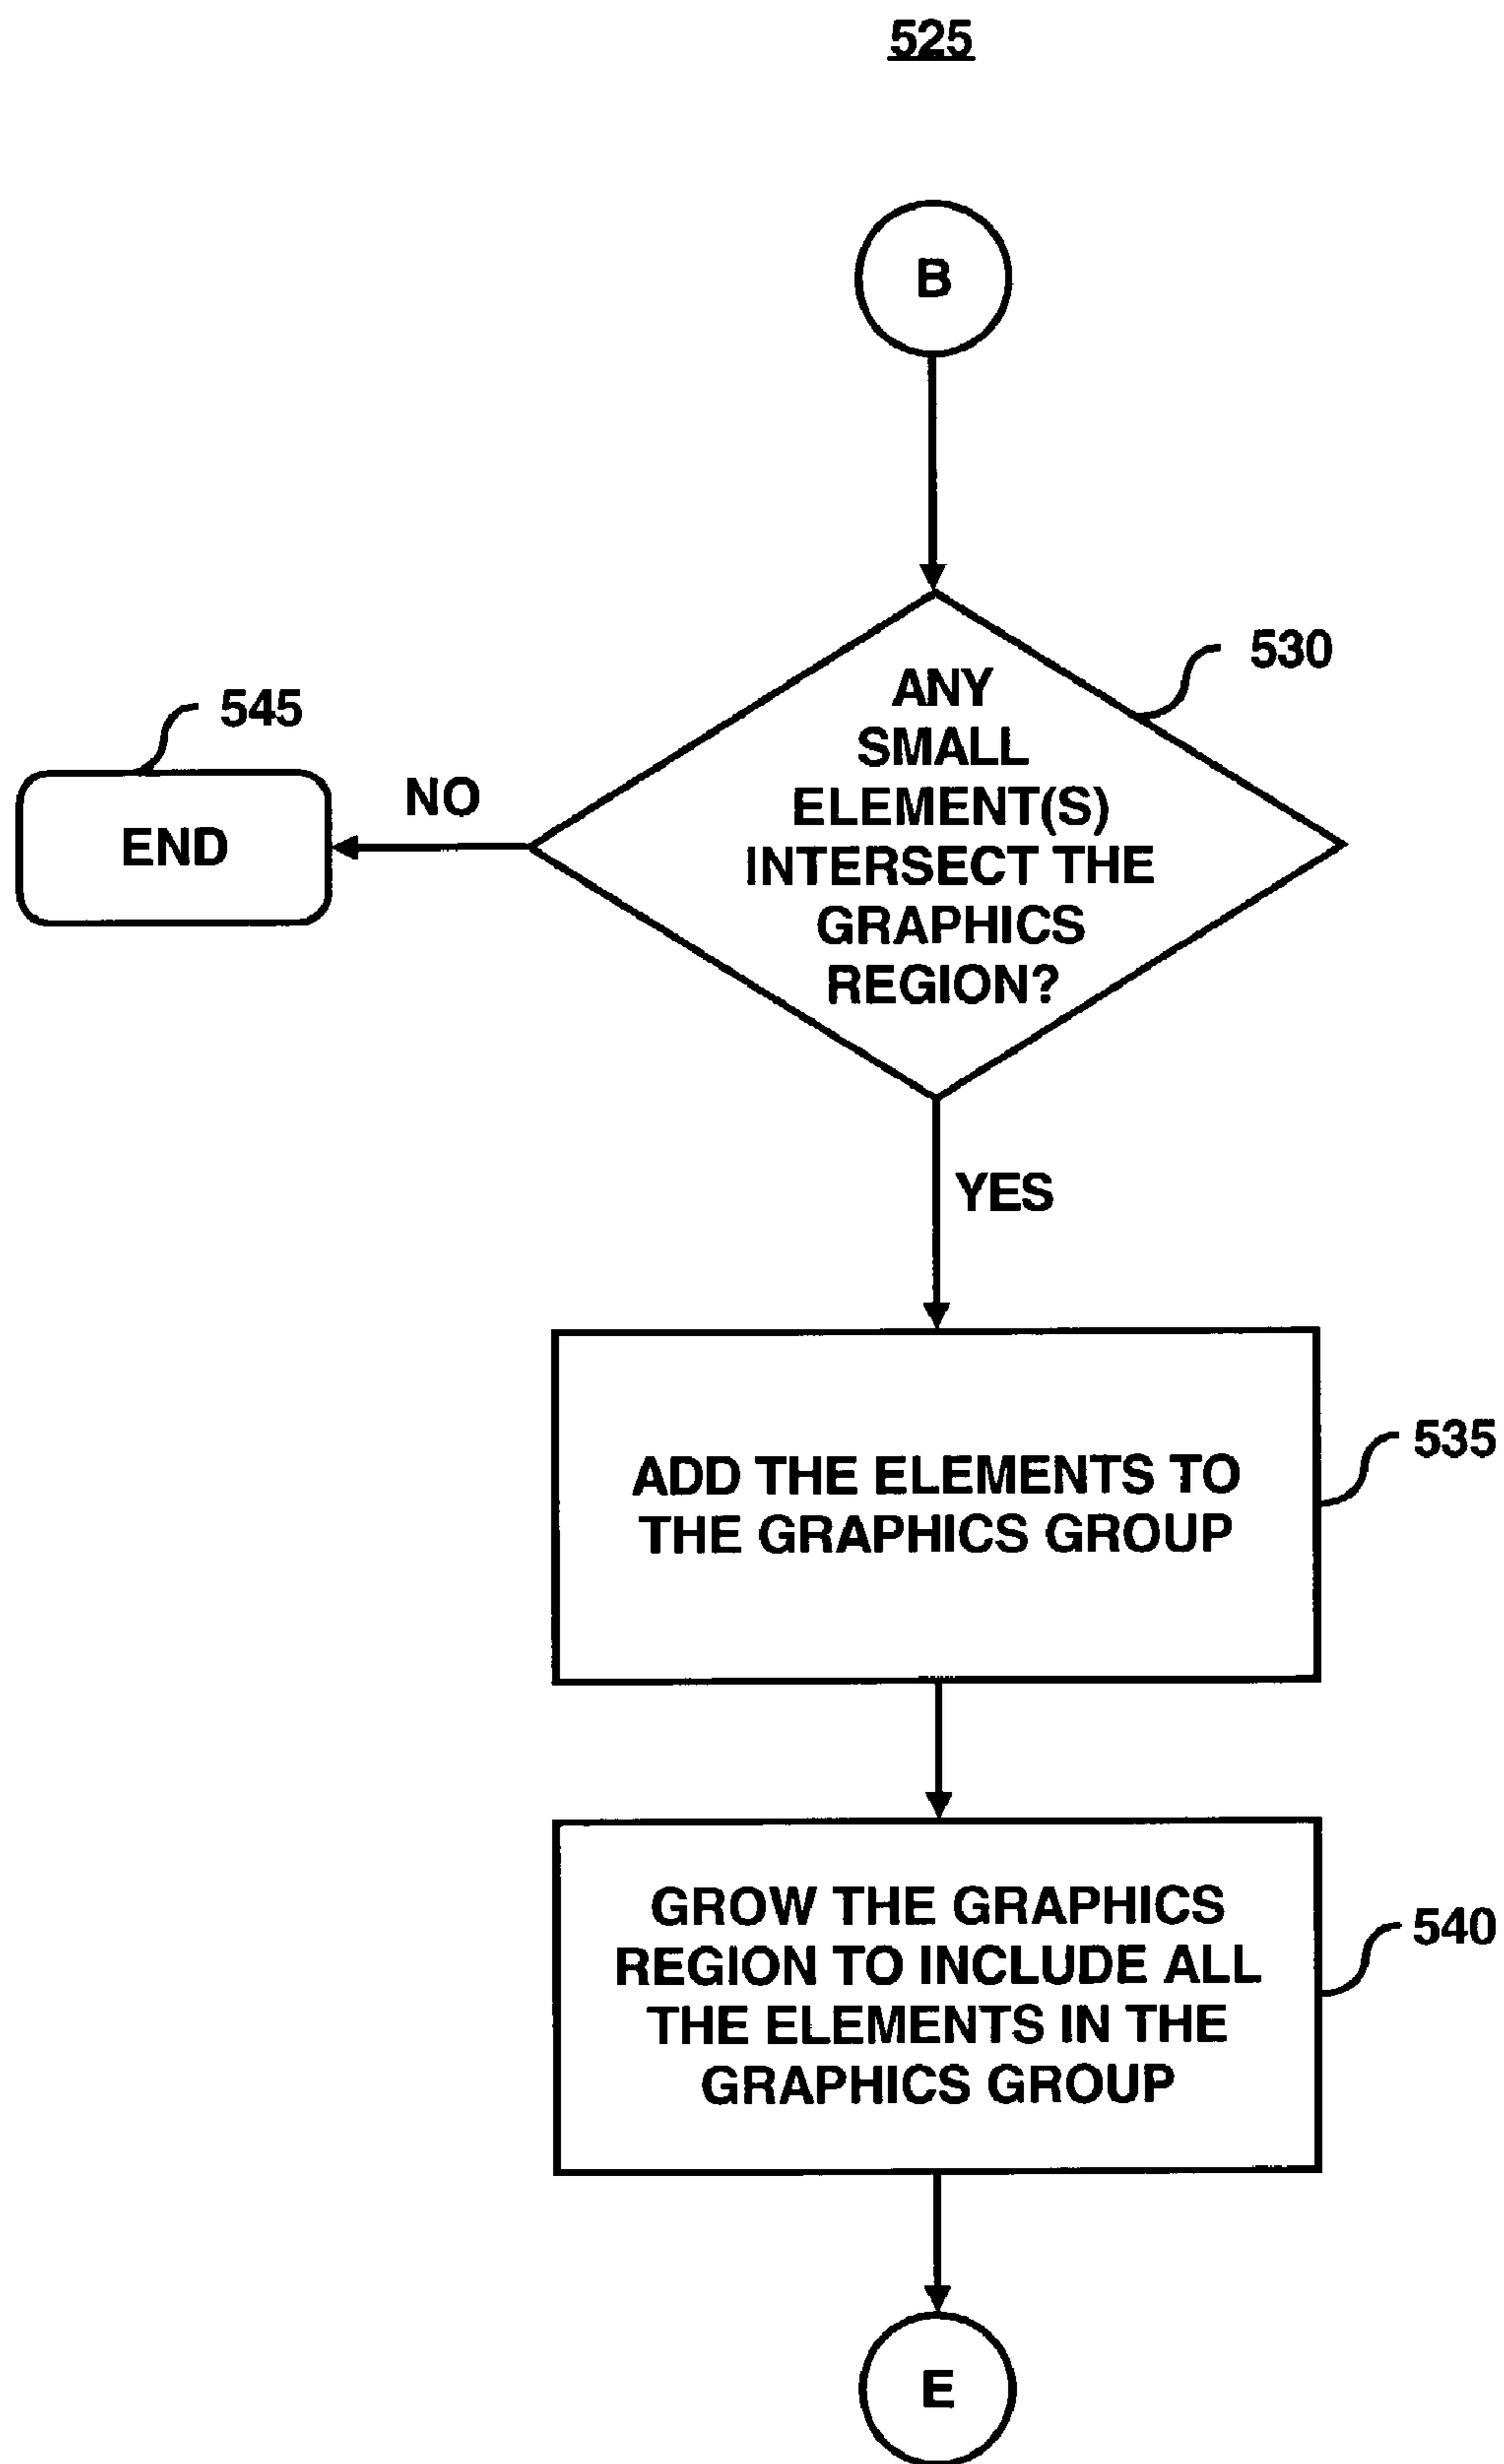 525
B
530
ANY
SMALL
ELEMENT(S)
INTERSECT THE
GRAPHICS
REGION?
545
NO
END
YES
535
ADD THE ELEMENTS TO
THE GRAPHICS GROUP
540
GROW THE GRAPHICS
REGION TO INCLUDE ALL
THE ELEMENTS IN THE
GRAPHICS GROUP
E